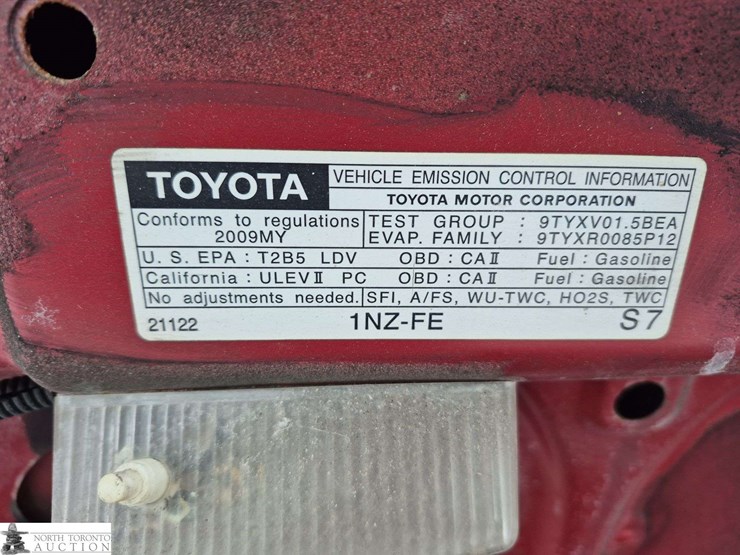 TOYOTA
VEHICLE EMISSION CONTROL INFORMATION
TOYOTA MOTOR CORPORATION
Conforms to regulations
2009MY
TEST GROUP : 9TYXV01.5BEA
EVAP. FAMILY : 9TYXR0085P12
U. S. EPA : T2B5 LDV OBD : CAⅡ Fuel : Gasoline
California : ULEVⅡ PC OBD : CAⅡ Fuel : Gasoline
No adjustments needed. SFI, A/FS, WU-TWC, HO2S, TWC
21122 1NZ-FE S7
NORTH TORONTO
AUCTION